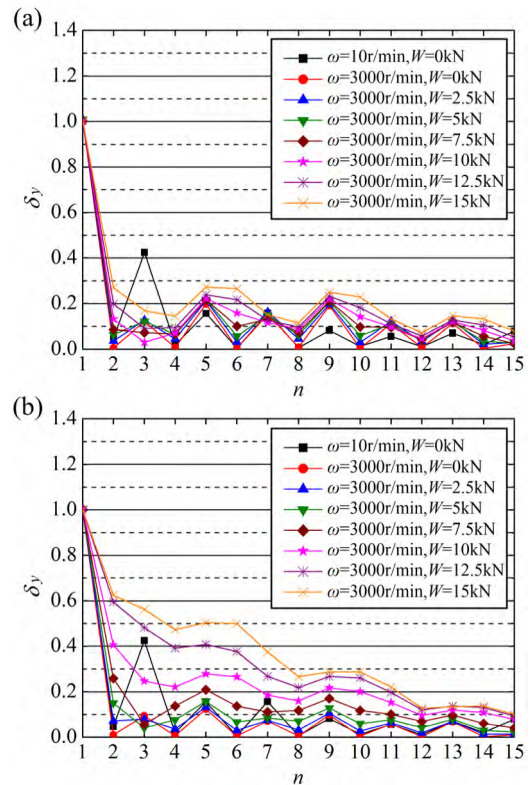 (a)
1.4
1.2
1.0
0.8
0.6
0.4
0.2
0.0
δy
ω=10r/min,W=0kN
ω=3000r/min,W=0kN
ω=3000r/min,W=2.5kN
ω=3000r/min,W=5kN
ω=3000r/min,W=7.5kN
ω=3000r/min,W=10kN
ω=3000r/min,W=12.5kN
ω=3000r/min,W=15kN
1 2 3 4 5 6 7 8 9 10 11 12 13 14 15
n
(b)
1.4
1.2
1.0
0.8
0.6
0.4
0.2
0.0
δy
ω=10r/min,W=0kN
ω=3000r/min,W=0kN
ω=3000r/min,W=2.5kN
ω=3000r/min,W=5kN
ω=3000r/min,W=7.5kN
ω=3000r/min,W=10kN
ω=3000r/min,W=12.5kN
ω=3000r/min,W=15kN
1 2 3 4 5 6 7 8 9 10 11 12 13 14 15
n